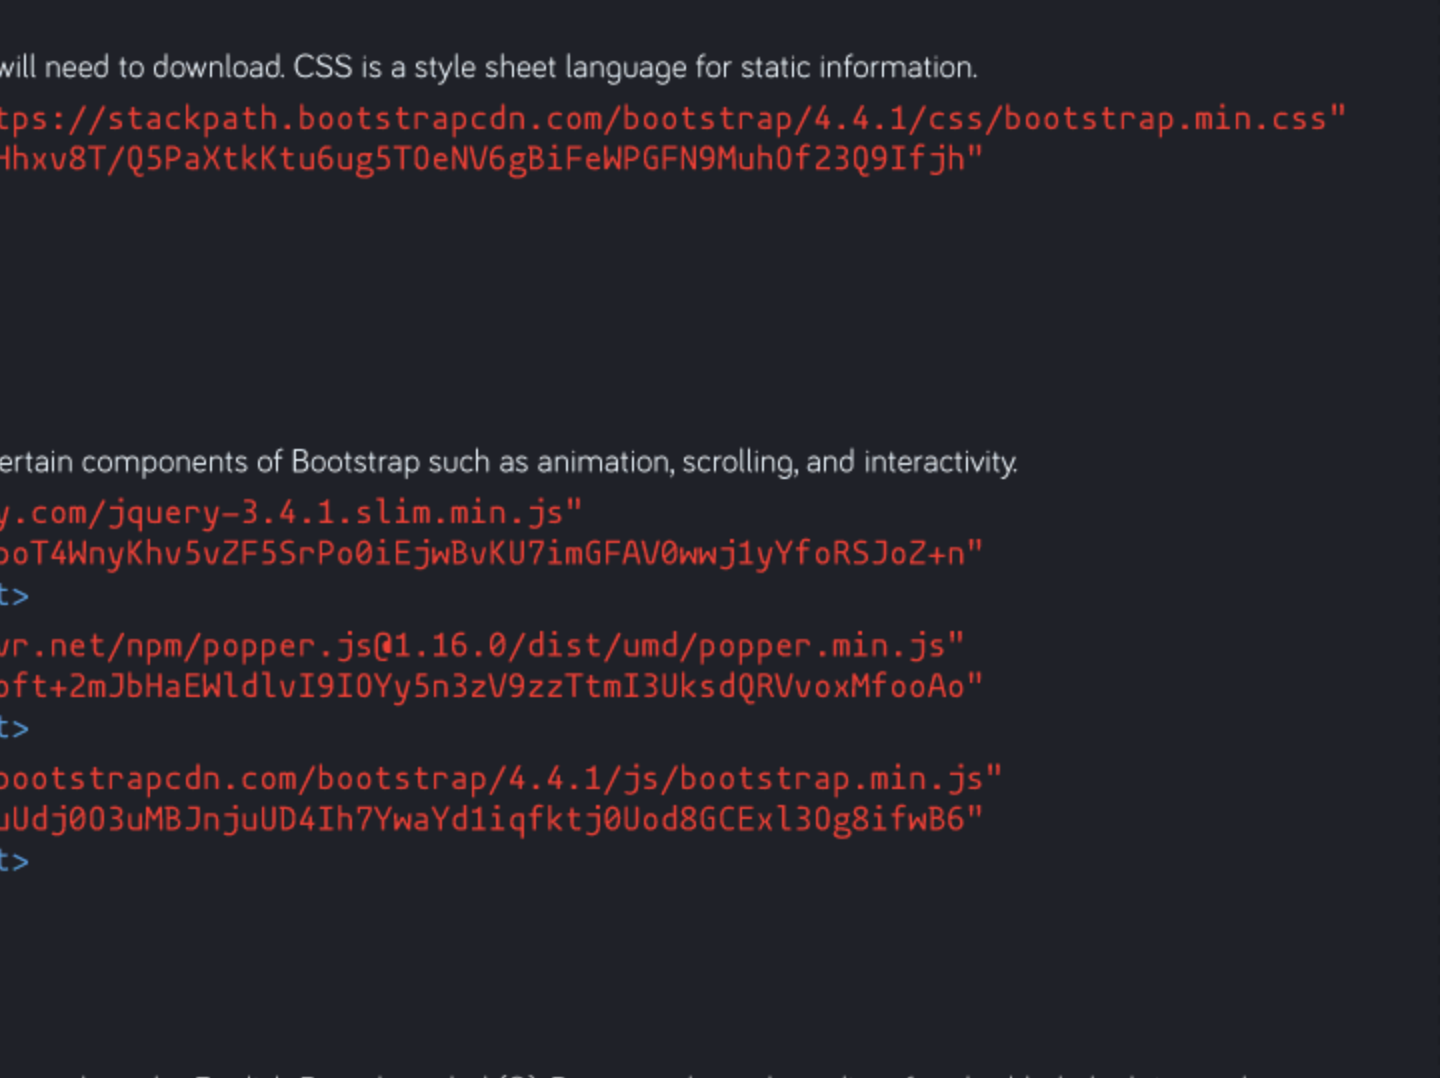 will need to download. CSS is a style sheet language for static information.
tps://stackpath.bootstrapcdn.com/bootstrap/4.4.1/css/bootstrap.min.css"
Hhxv8T/Q5PaXtkKtu6ug5TOeNV6gBiFeWPGFN9MuhOf23Q9Ifjh"
ertain components of Bootstrap such as animation, scrolling, and interactivity.
y.com/jquery-3.4.1.slim.min.js"
ooT4WnyKhv5vZF5SrPo0iEjwBvKU7imGFAV0wwj1yYfoRSJoZ+n"
t>
vr.net/npm/popper.js@1.16.0/dist/umd/popper.min.js"
oft+2mJbHaEWldlvI9IOYy5n3zV9zzTtmI3UksdQRVvoxMfooAo"
t>
bootstrapcdn.com/bootstrap/4.4.1/js/bootstrap.min.js"
uUdj0O3uMBJnjuUD4Ih7YwaYd1iqfktj0Uod8GCExl3Og8ifwB6"
t>